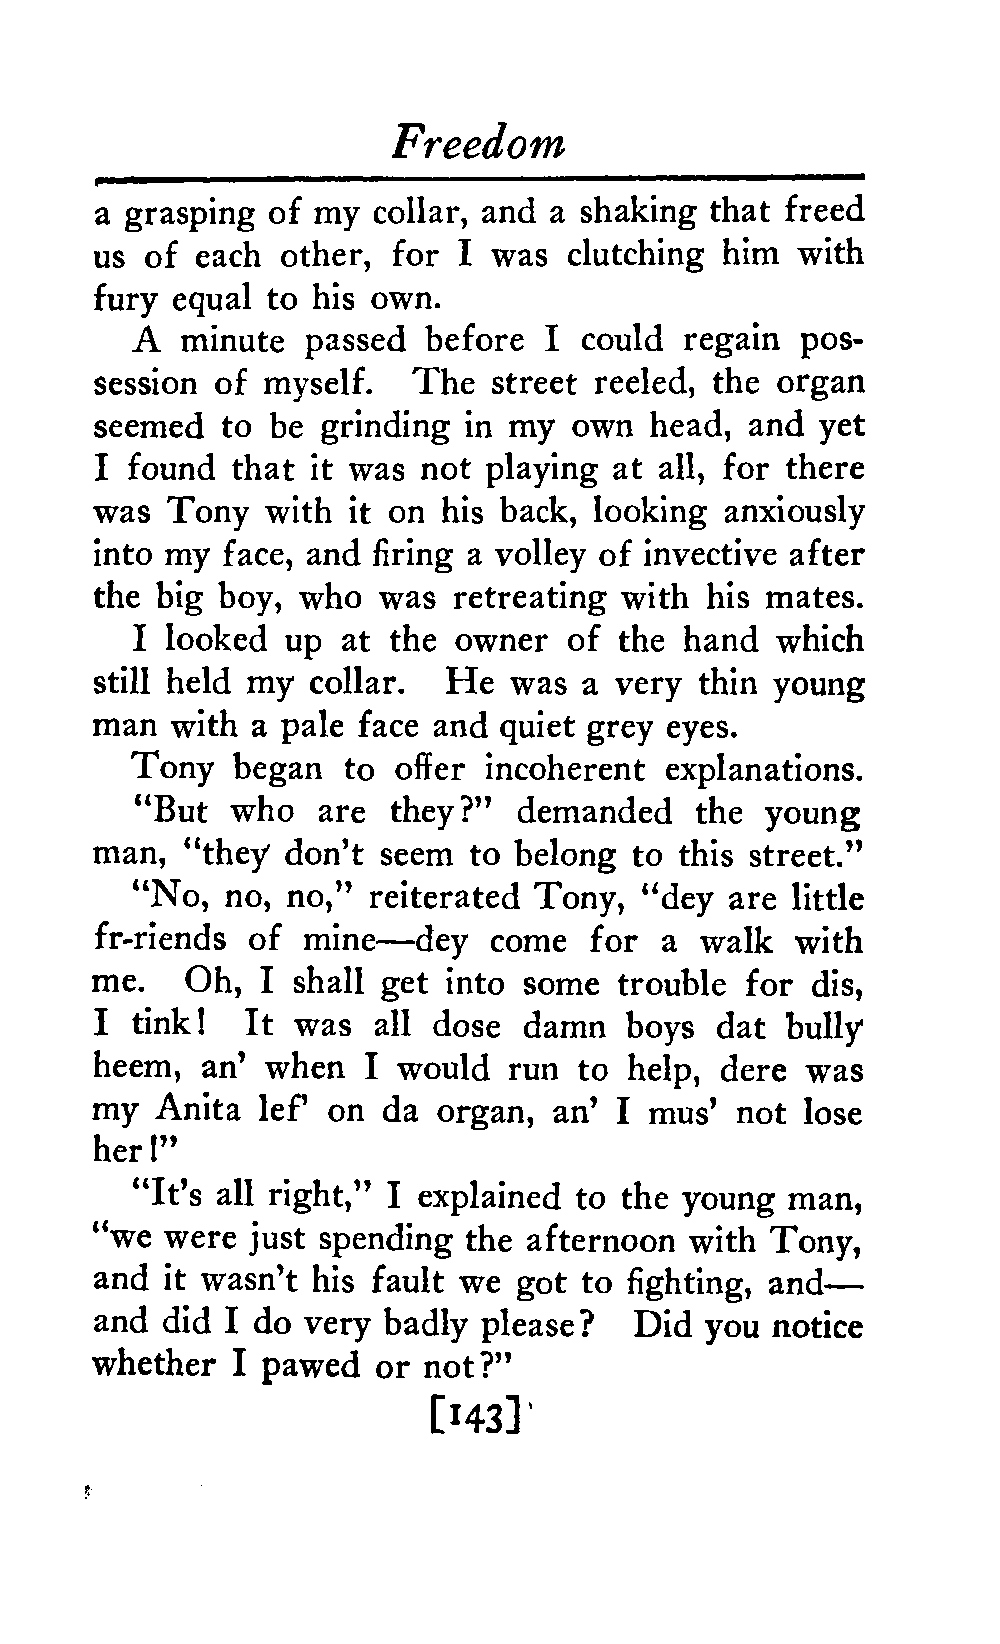 Freedom
a grasping of my collar, and a shaking that freed
us of each other, for I was clutching him with
fury equal to his own.
A minute passed before I could regain pos-
session of myself. The street reeled, the organ
seemed to be grinding in my own head, and yet
I found that it was not playing at all, for there
was Tony with it on his back, looking anxiously
into my face, and firing a volley of invective after
the big boy, who was retreating with his mates.
I looked up at the owner of the hand which
still held my collar. He was a very thin young
man with a pale face and quiet grey eyes.
Tony began to offer incoherent explanations.
"But who are they?" demanded the young
man, "they don't seem to belong to this street."
"No, no, no," reiterated Tony, "dey are little
fr-riends of mine—dey come for a walk with
me. Oh, I shall get into some trouble for dis,
I tink! It was all dose damn boys dat bully
heem, an' when I would run to help, dere was
my Anita lef' on da organ, an' I mus' not lose
her!"
"It's all right," I explained to the young man,
"we were just spending the afternoon with Tony,
and it wasn't his fault we got to fighting, and—
and did I do very badly please? Did you notice
whether I pawed or not?"
[143]